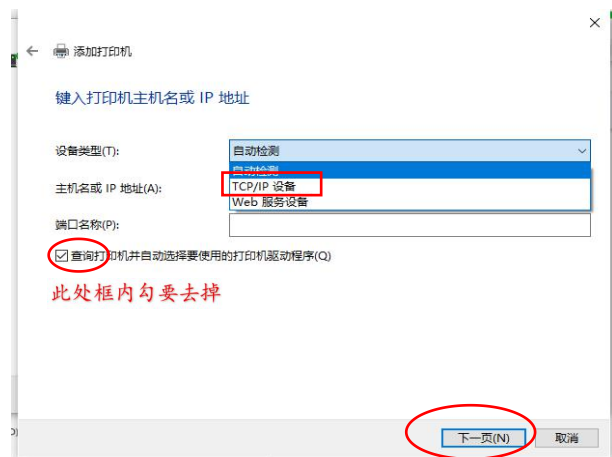 添加打印机
键入打印机主机名或 IP 地址
设备类型(T):
自动检测
自动检测
主机名或 IP 地址(A):
TCP/IP 设备
Web 服务设备
端口名称(P):
查询打印机并自动选择要使用的打印机驱动程序(Q)
此处框内勾要去掉
下一页(N)
取消